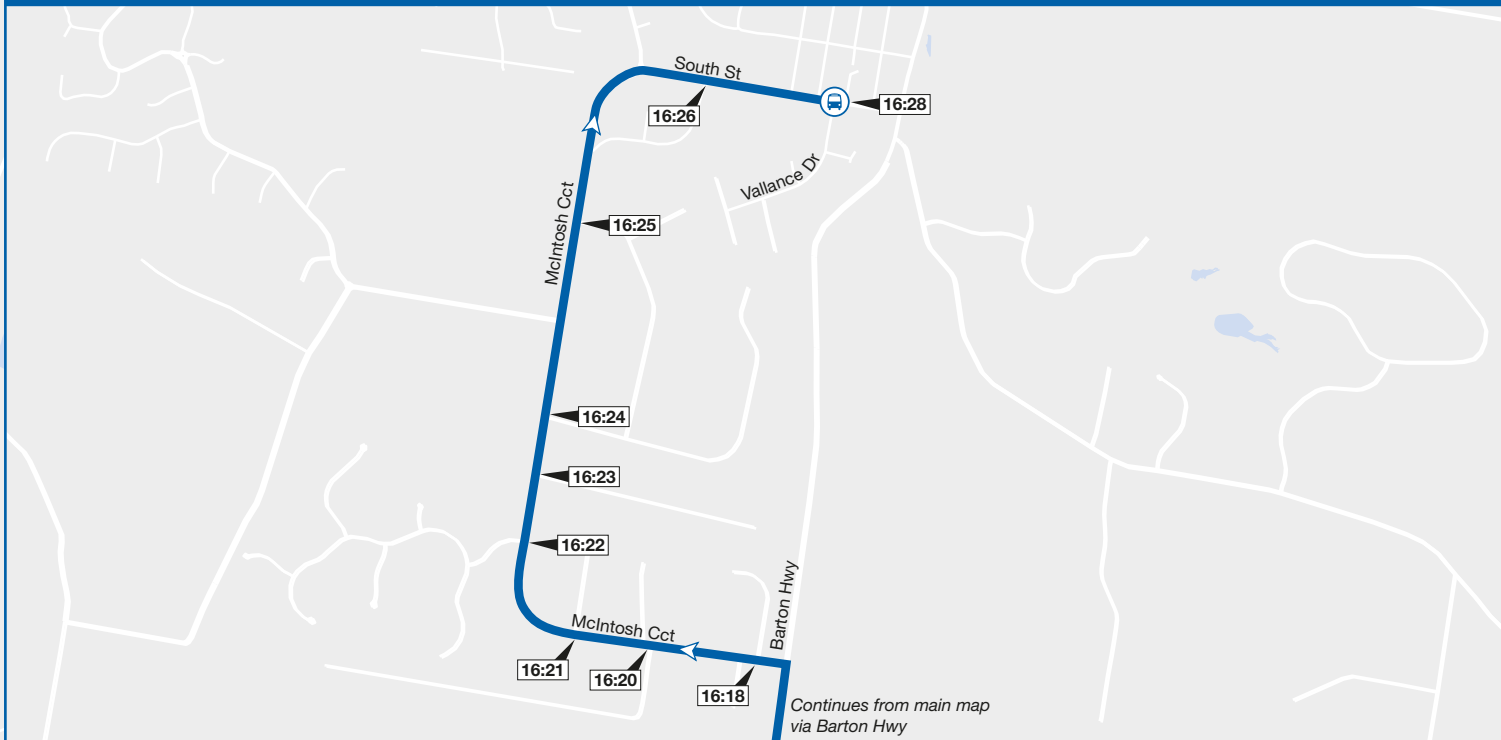 South St
16:28
16:26
Vallance Dr
McIntosh Cct
16:25
16:24
16:23
16:22
Barton Hwy
McIntosh Cct
16:21
16:20
16:18
Continues from main map
via Barton Hwy